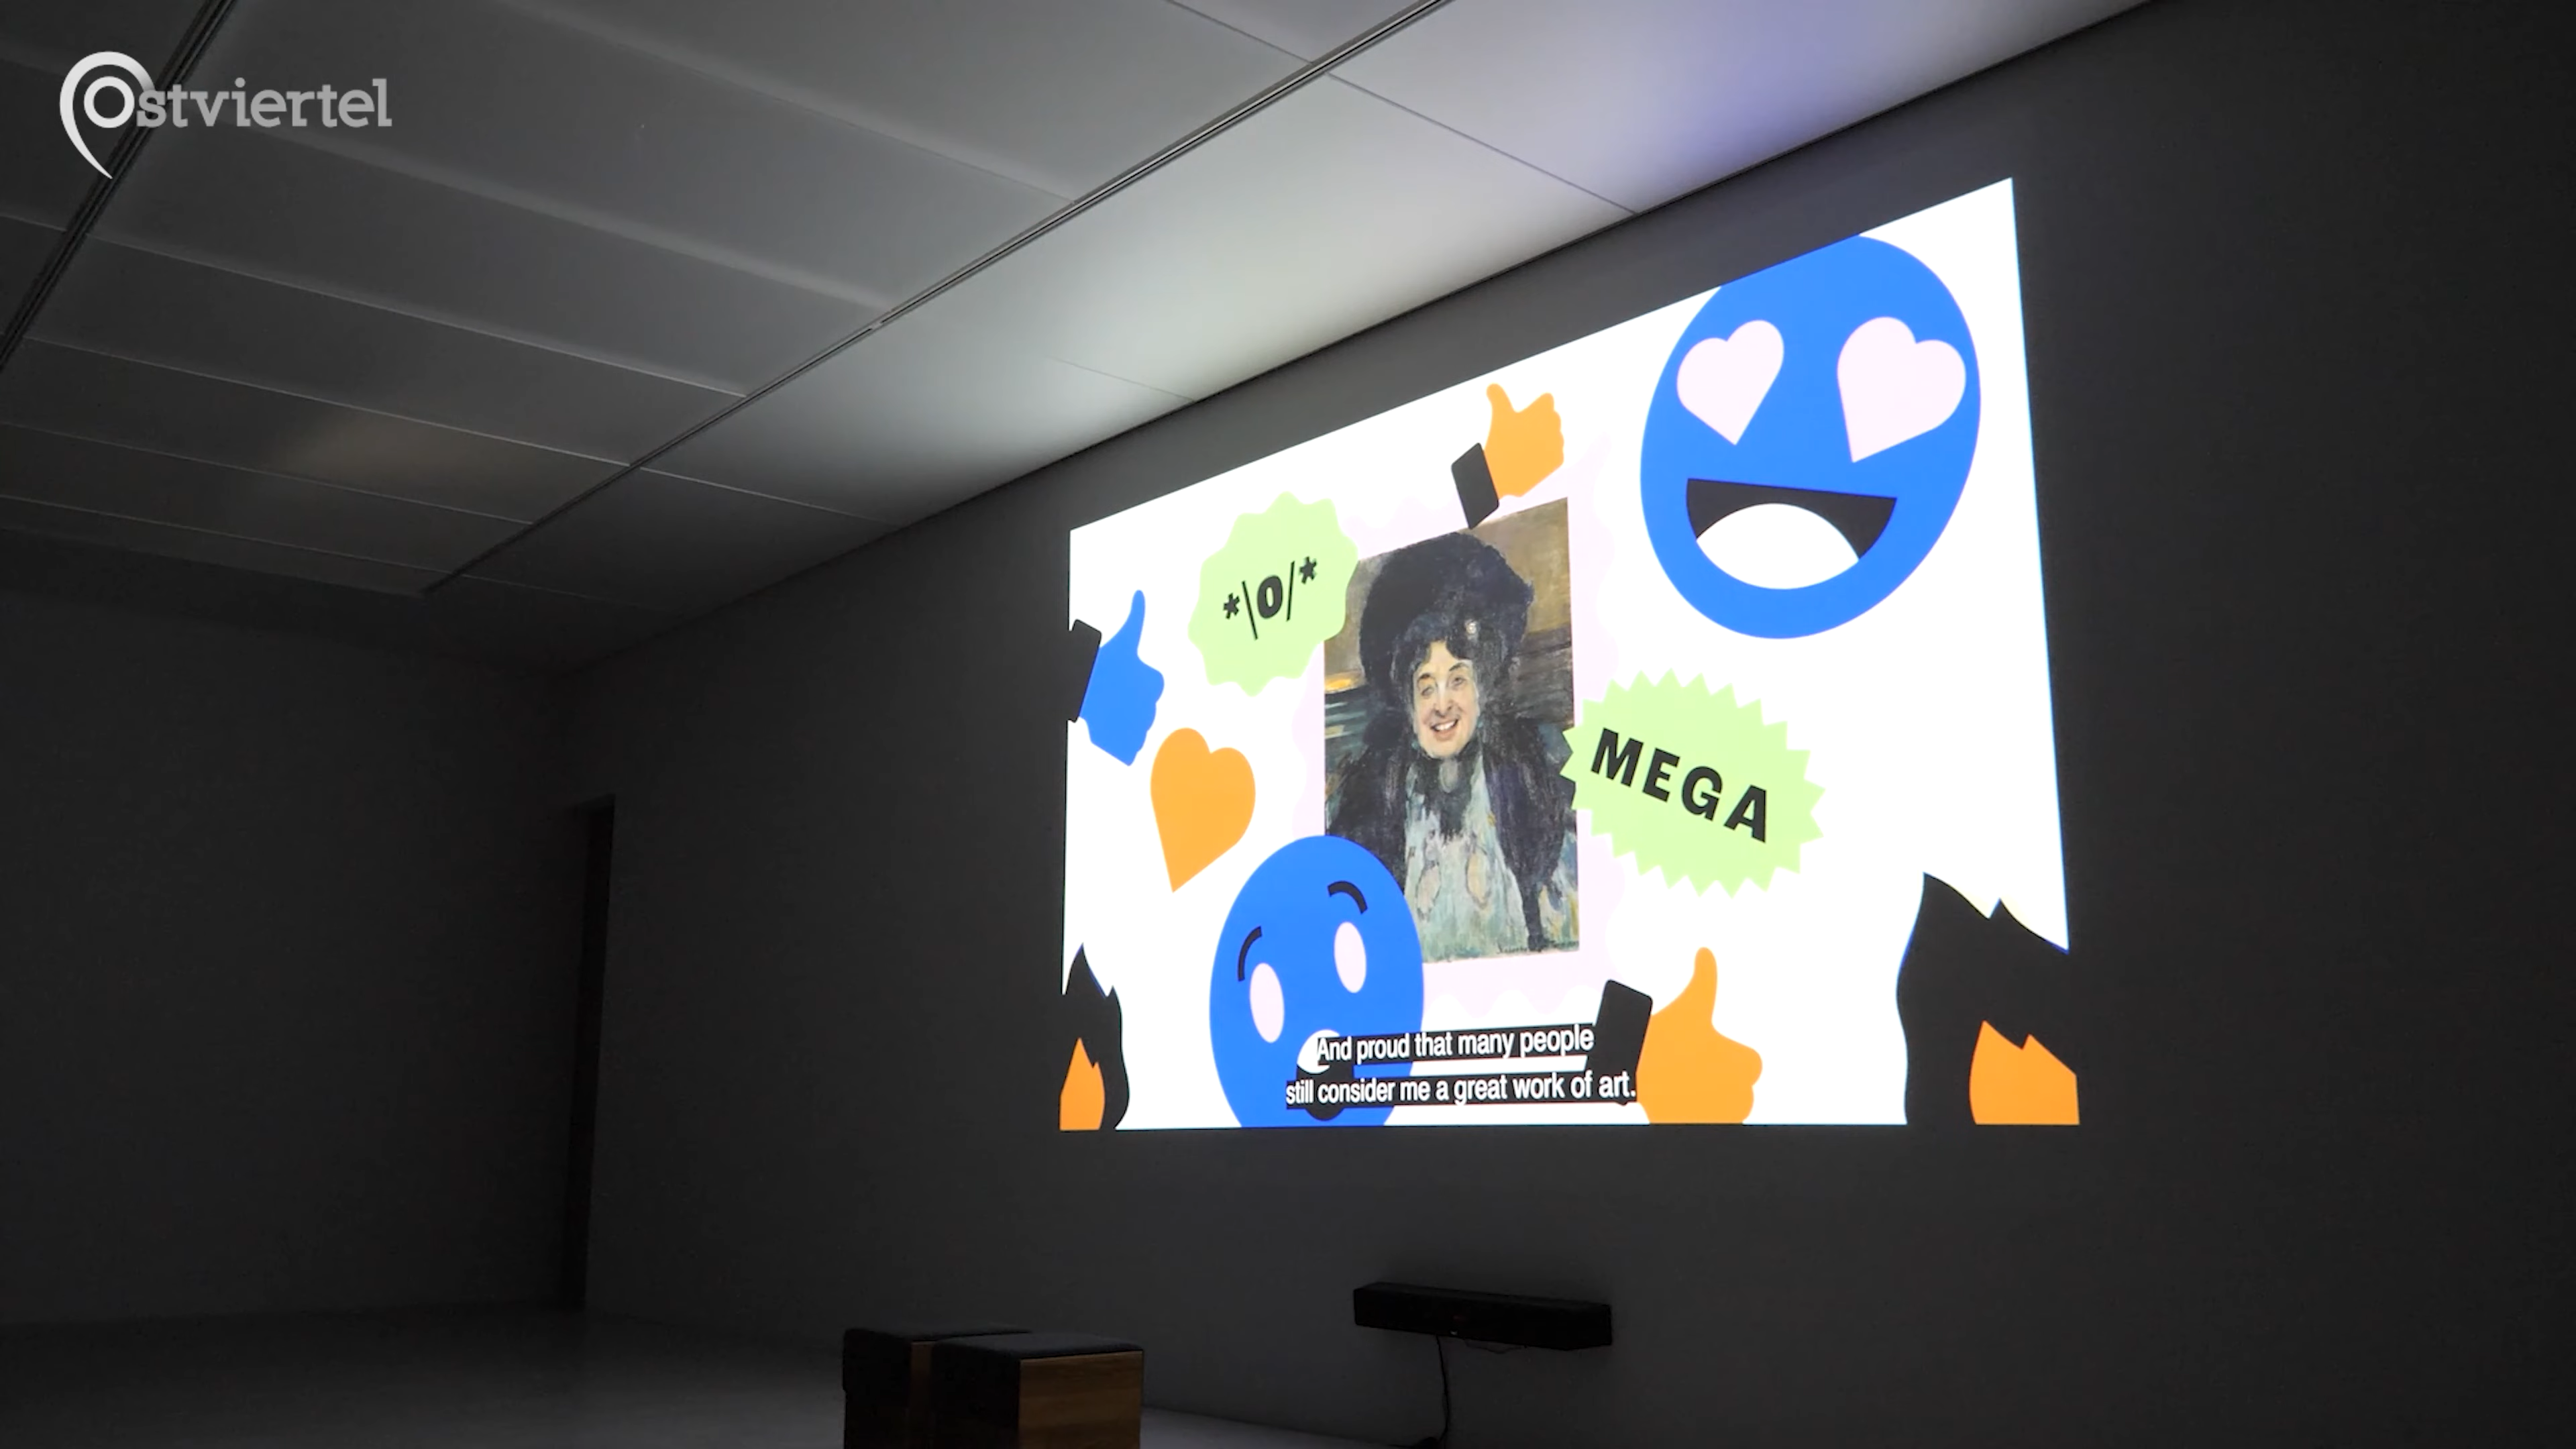 Ostviertel
*\O/*
MEGA
And proud that many people
still consider me a great work of art.